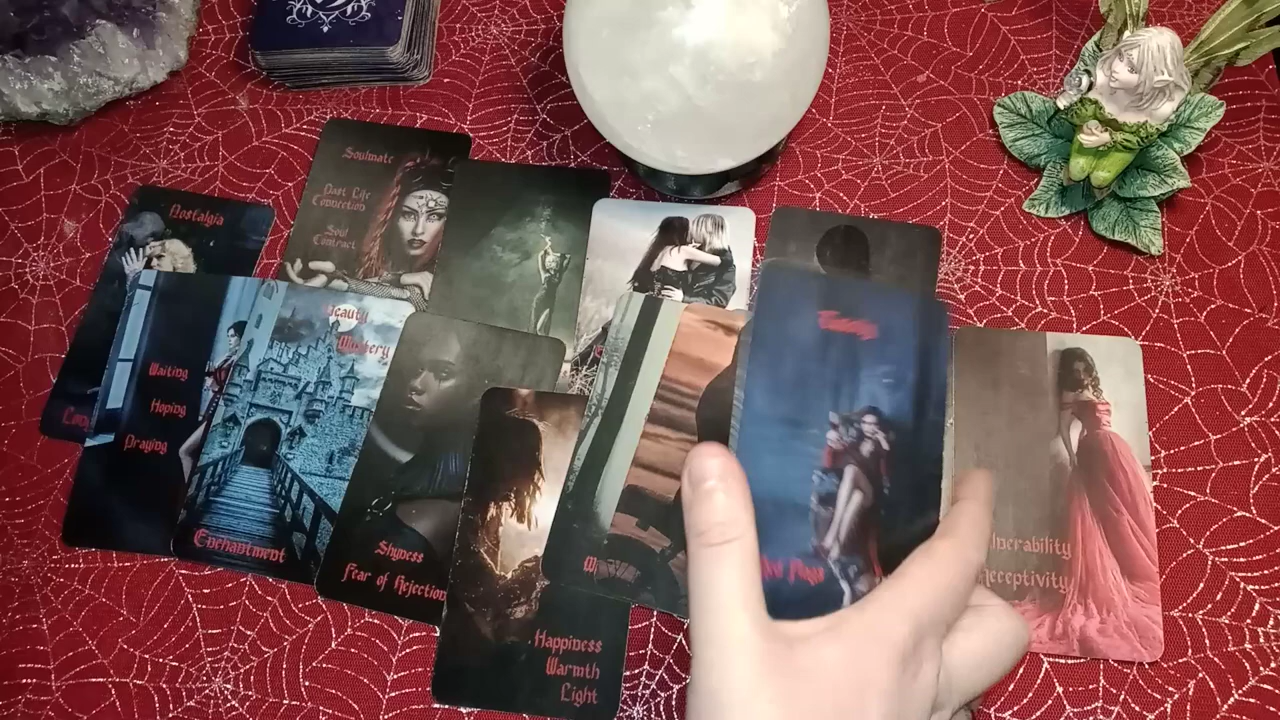 Soulmate
Past Life
Connection
Soul
Contract
Nostalgia
Waiting
Hoping
Praying
Beauty
Mystery
Enchantment
Shyness
Fear of Rejection
Happiness
Warmth
Light
Receptivity